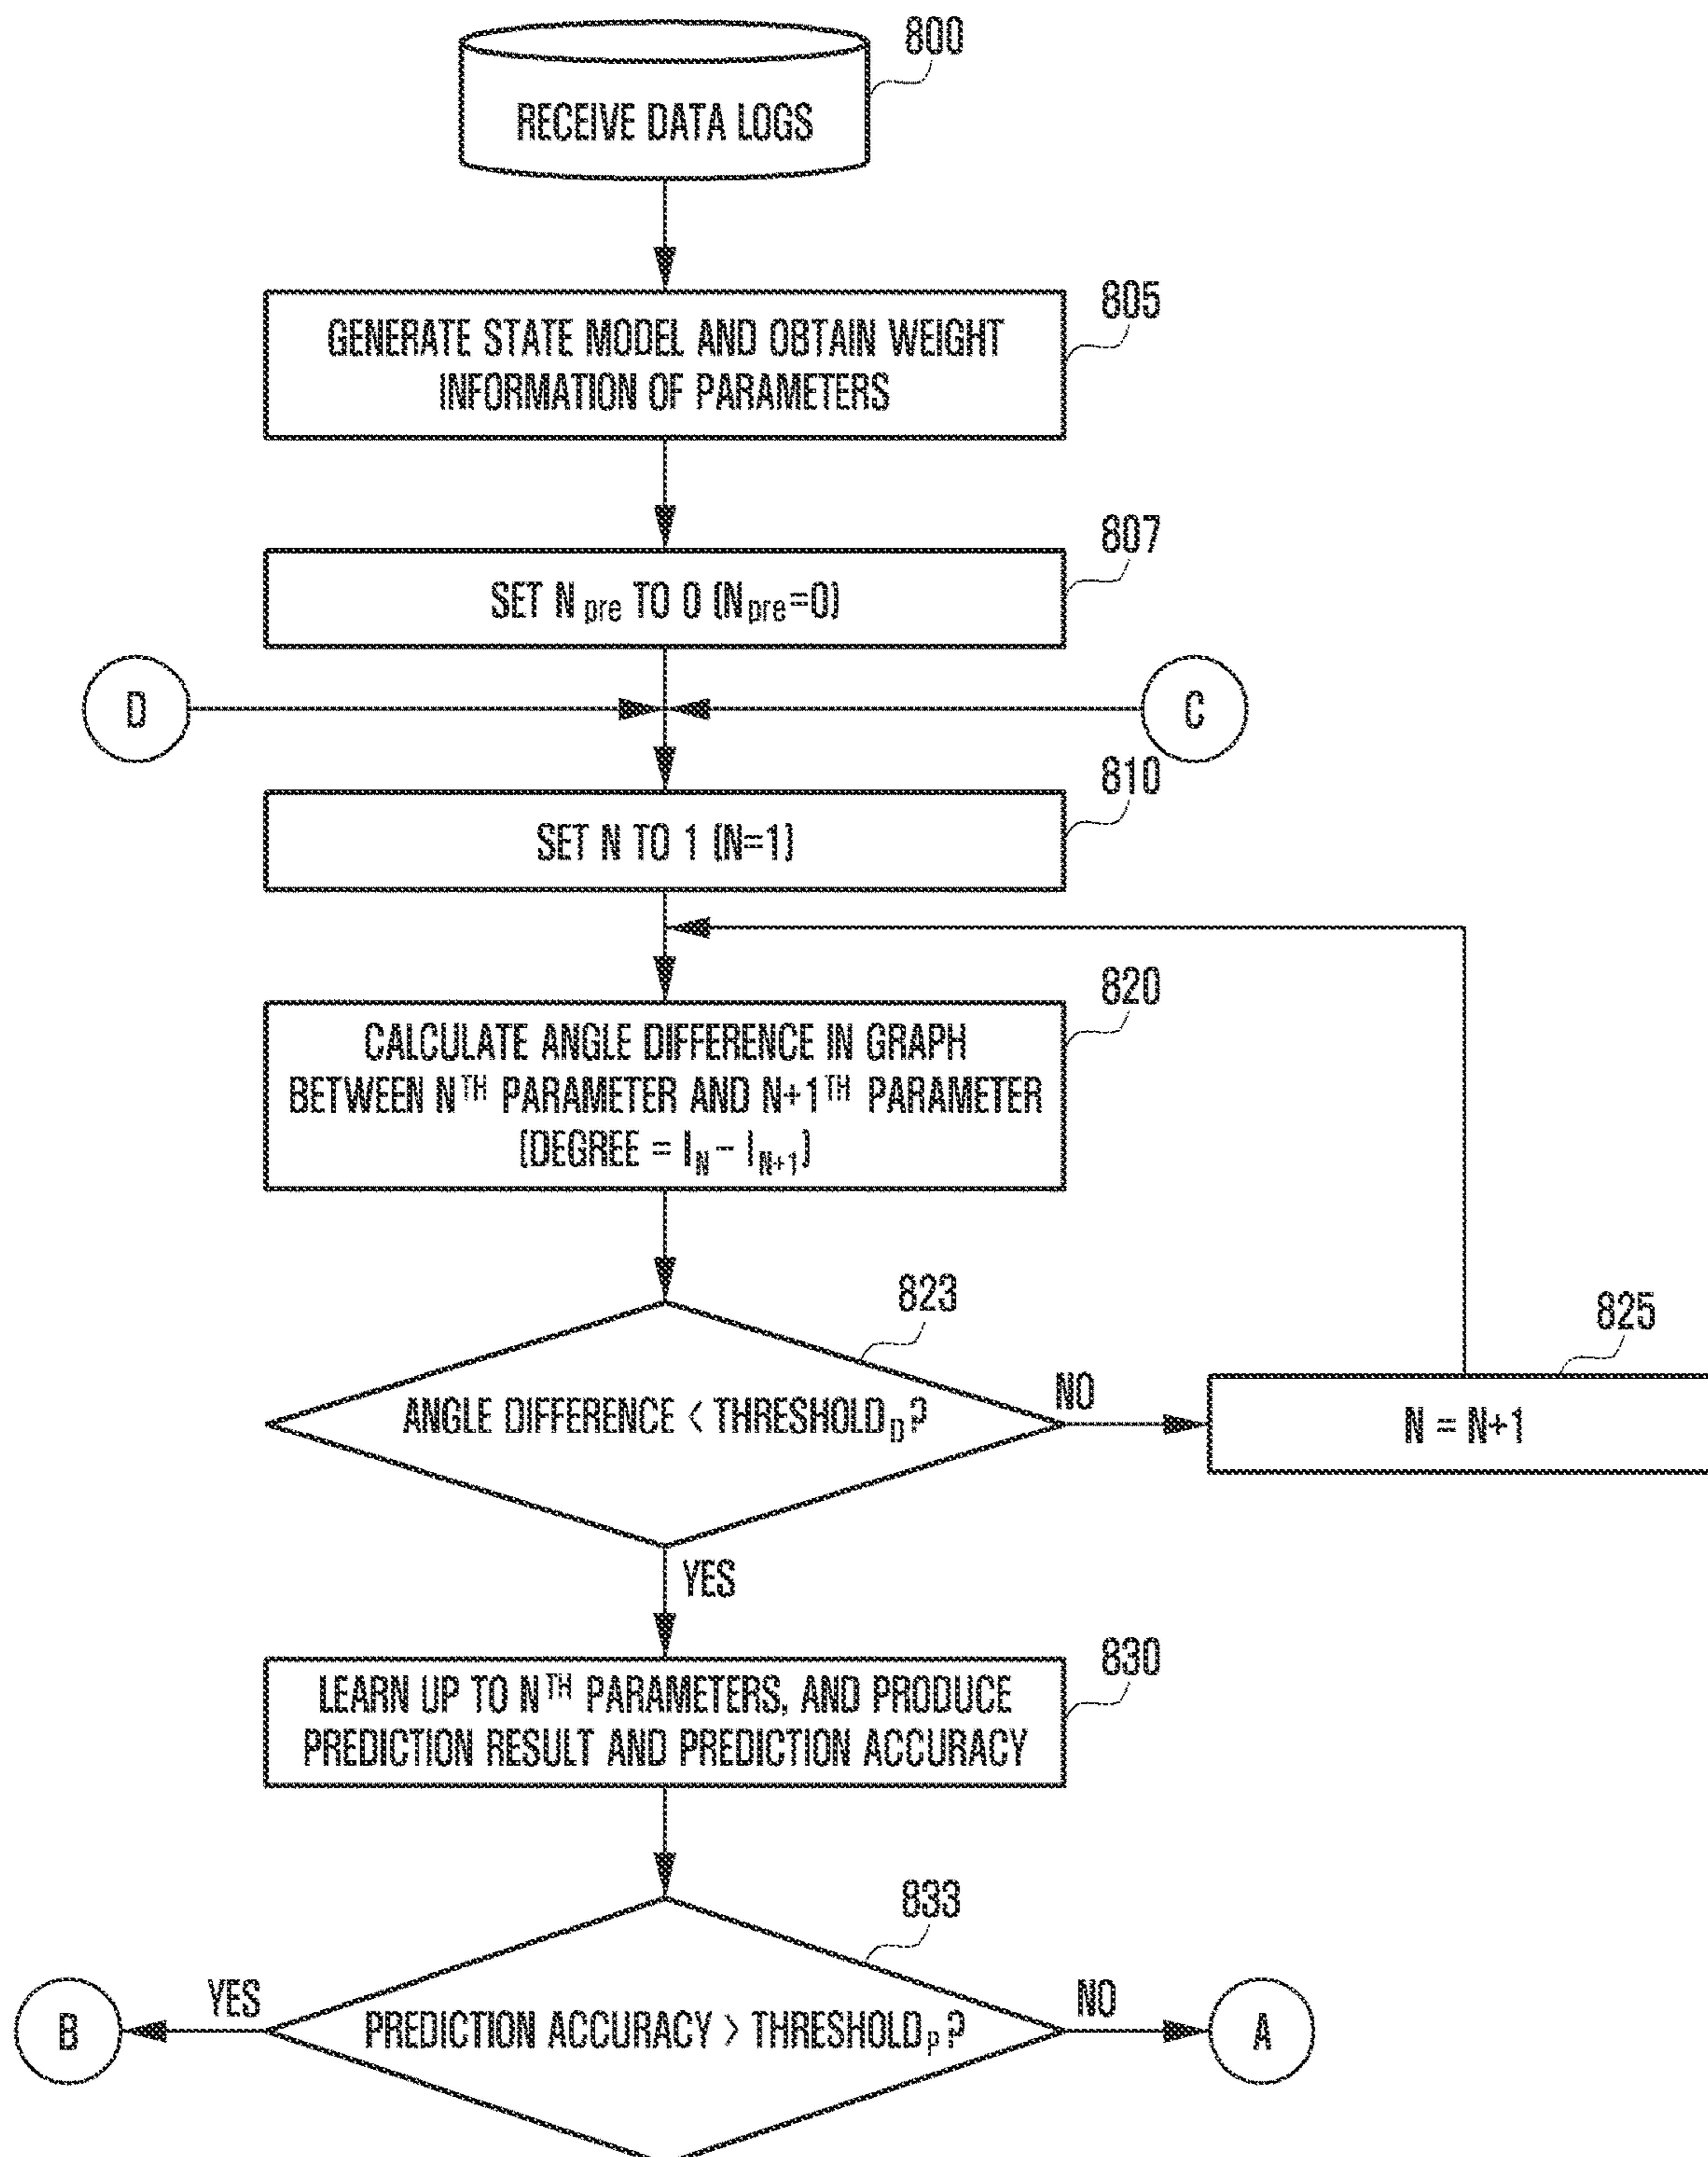 800
RECEIVE DATA LOGS
805
GENERATE STATE MODEL AND OBTAIN WEIGHT
INFORMATION OF PARAMETERS
807
SET N pre TO 0 (N pre=0)
D
C
810
SET N TO 1 (N=1)
820
CALCULATE ANGLE DIFFERENCE IN GRAPH
BETWEEN N TH PARAMETER AND N+1 TH PARAMETER
(DEGREE = I N – I N+1)
823
825
ANGLE DIFFERENCE < THRESHOLD D ?
NO
N = N+1
YES
830
LEARN UP TO N TH PARAMETERS, AND PRODUCE
PREDICTION RESULT AND PREDICTION ACCURACY
833
B
YES
PREDICTION ACCURACY > THRESHOLD P ?
NO
A